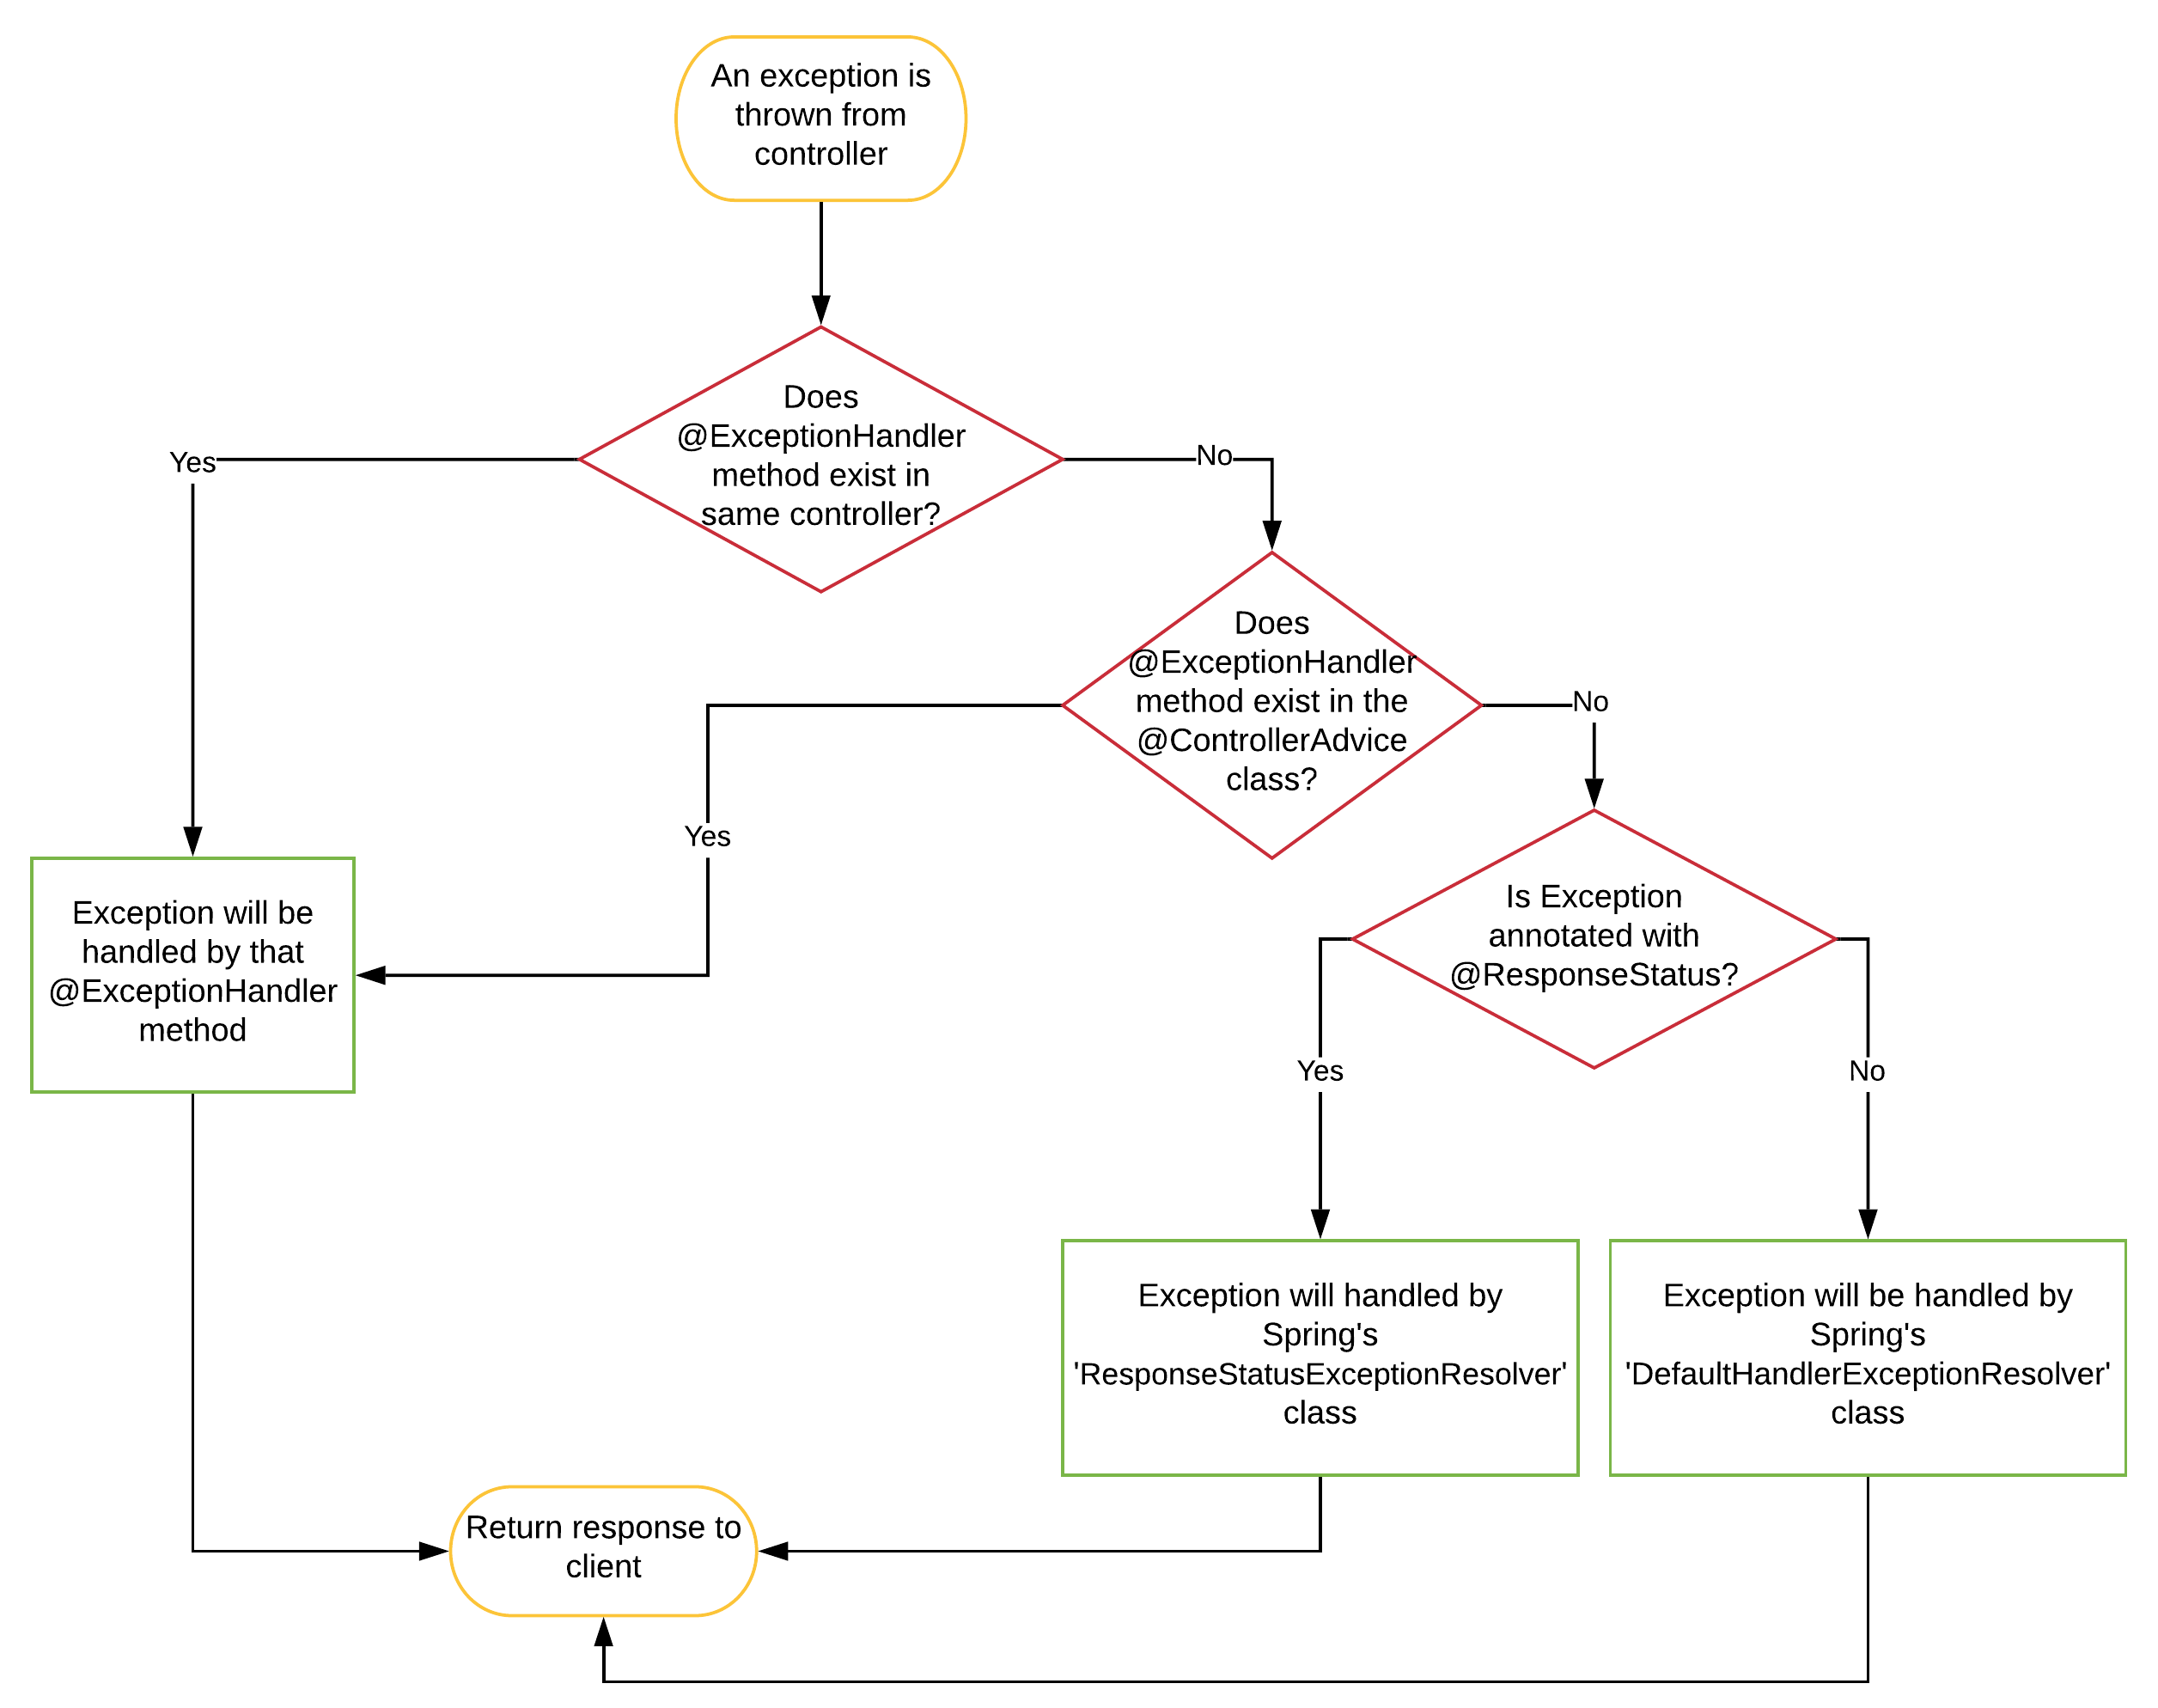 An exception is
thrown from
controller
Does
@ExceptionHandler
method exist in
same controller?
Yes
No
Does
@ExceptionHandler
method exist in the
@ControllerAdvice
class?
Yes
No
Is Exception
annotated with
@ResponseStatus?
Exception will be
handled by that
@ExceptionHandler
method
Yes
No
Exception will handled by
Spring's
'ResponseStatusExceptionResolver'
class
Exception will be handled by
Spring's
'DefaultHandlerExceptionResolver'
class
Return response to
client